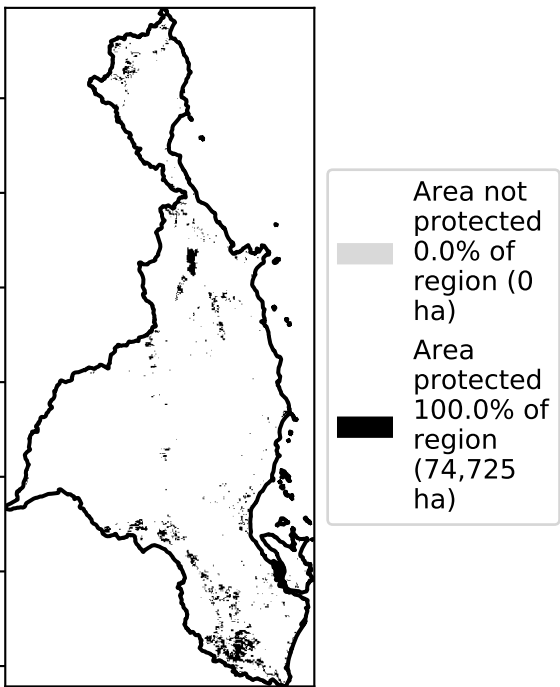 Area not
protected
0.0% of
region (0
ha)
Area
protected
100.0% of
region
(74,725
ha)